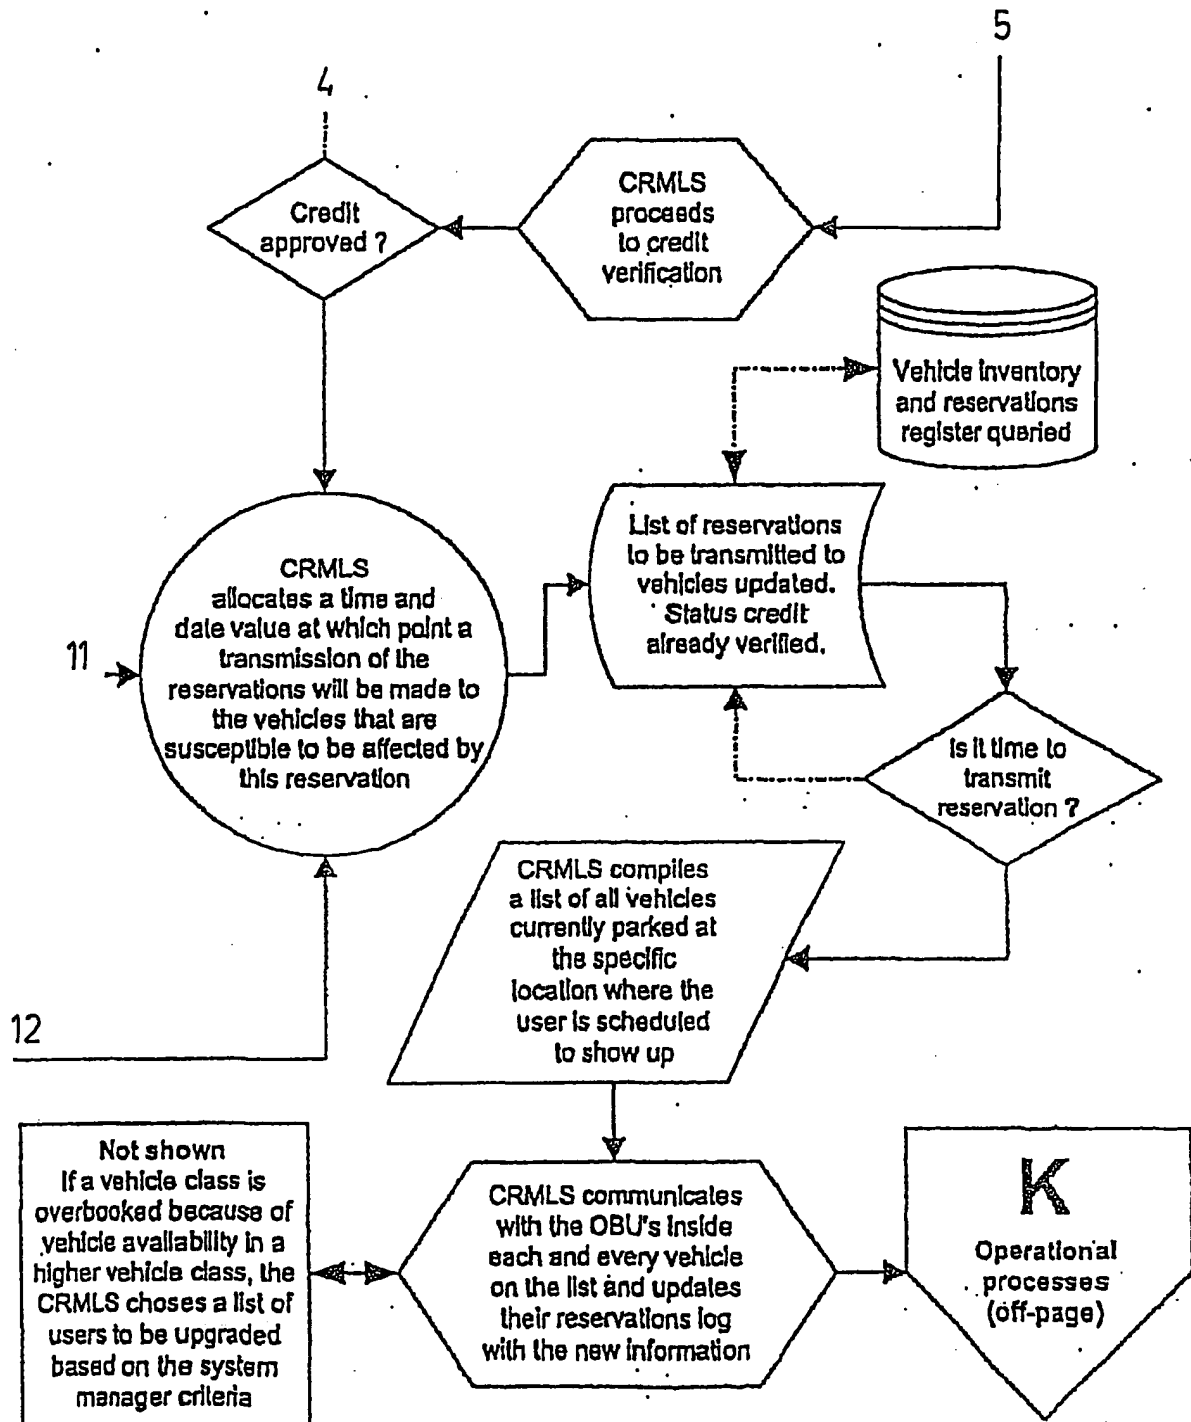 5
4
CRMLS
proceeds
to credit
verification
Credit
approved ?
Vehicle inventory
and reservations
register queried
List of reservations
to be transmitted to
vehicles updated.
Status credit
already verified.
CRMLS
allocates a time and
date value at which point a
transmission of the
reservations will be made to
the vehicles that are
susceptible to be affected by
this reservation
11
Is it time to
transmit
reservation ?
CRMLS compiles
a list of all vehicles
currently parked at
the specific
location where the
user is scheduled
to show up
12
Not shown
If a vehicle class is
overbooked because of
vehicle availability in a
higher vehicle class, the
CRMLS choses a list of
users to be upgraded
based on the system
manager criteria
CRMLS communicates
with the OBU's inside
each and every vehicle
on the list and updates
their reservations log
with the new information
K
Operational
processes
(off-page)